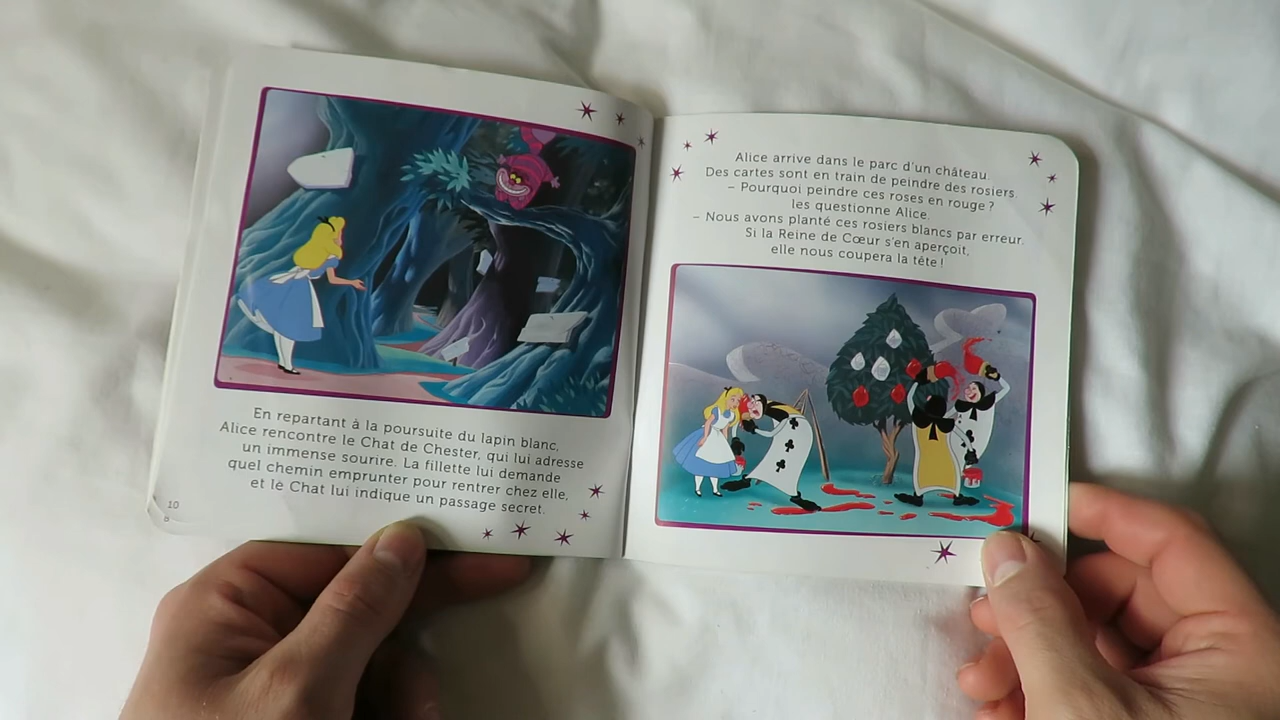 En repartant à la poursuite du lapin blanc,
Alice rencontre le Chat de Chester, qui lui adresse
un immense sourire. La fillette lui demande
quel chemin emprunter pour rentrer chez elle,
et le Chat lui indique un passage secret.
10
Alice arrive dans le parc d'un château.
Des cartes sont en train de peindre des rosiers.
– Pourquoi peindre ces roses en rouge ?
les questionne Alice.
– Nous avons planté ces rosiers blancs par erreur.
Si la Reine de Cœur s'en aperçoit,
elle nous coupera la tête !